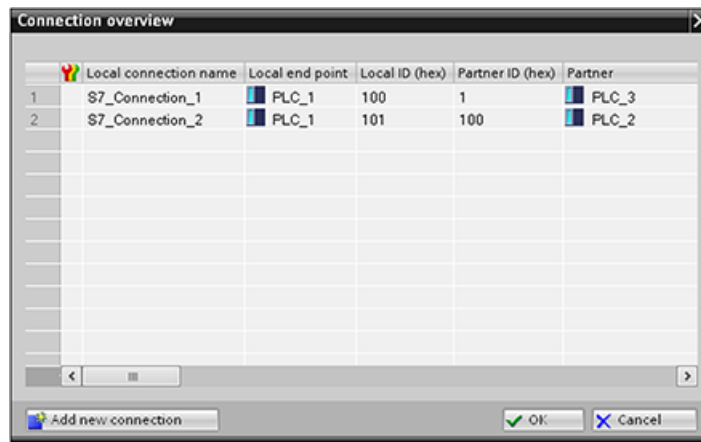 Connection overview
Local connection name Local end point Local ID (hex) Partner ID (hex) Partner
1 S7_Connection_1 PLC_1 100 1 PLC_3
2 S7_Connection_2 PLC_1 101 100 PLC_2
Add new connection OK Cancel